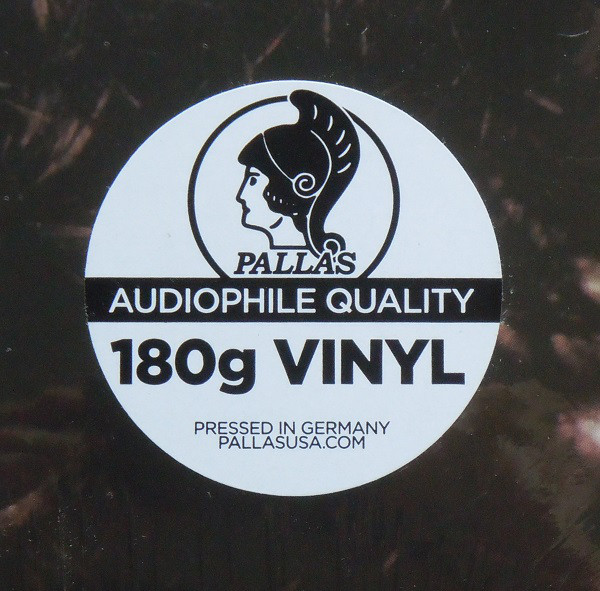 PALLAS
AUDIOPHILE QUALITY
180g VINYL
PRESSED IN GERMANY
PALLASUSA.COM